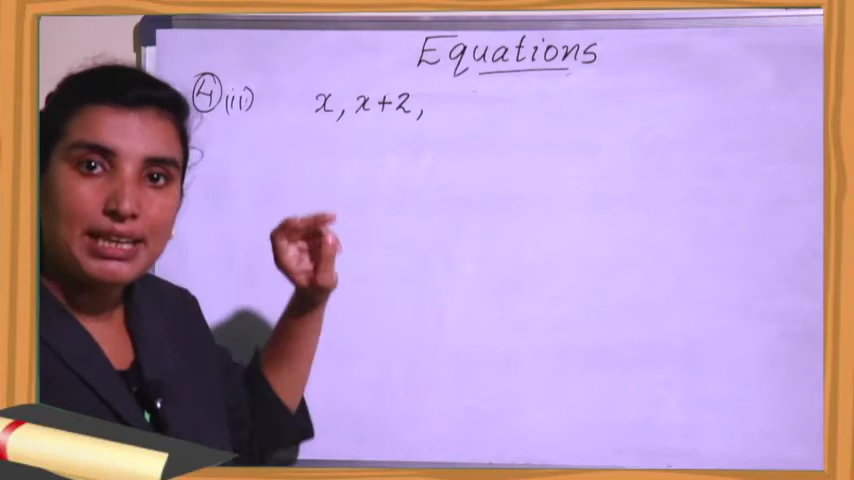 Equations
4 (ii) x, x+2,